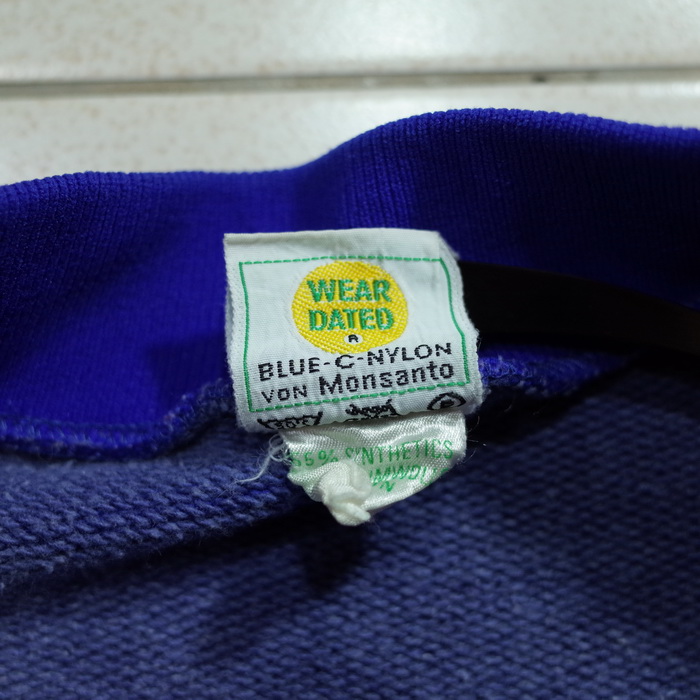 WEAR
DATED
®
BLUE-C-NYLON
VON Monsanto
% SYNTHETICS